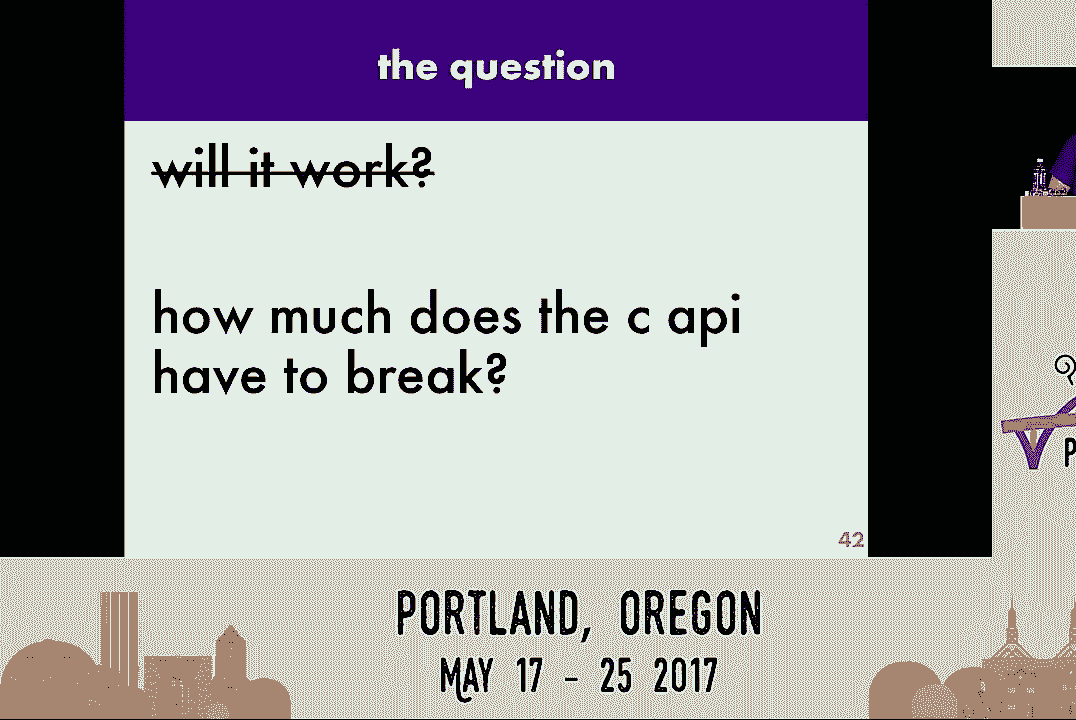 the question
will it work?
how much does the c api
have to break?
42
P
PORTLAND, OREGON
MAY 17 - 25 2017